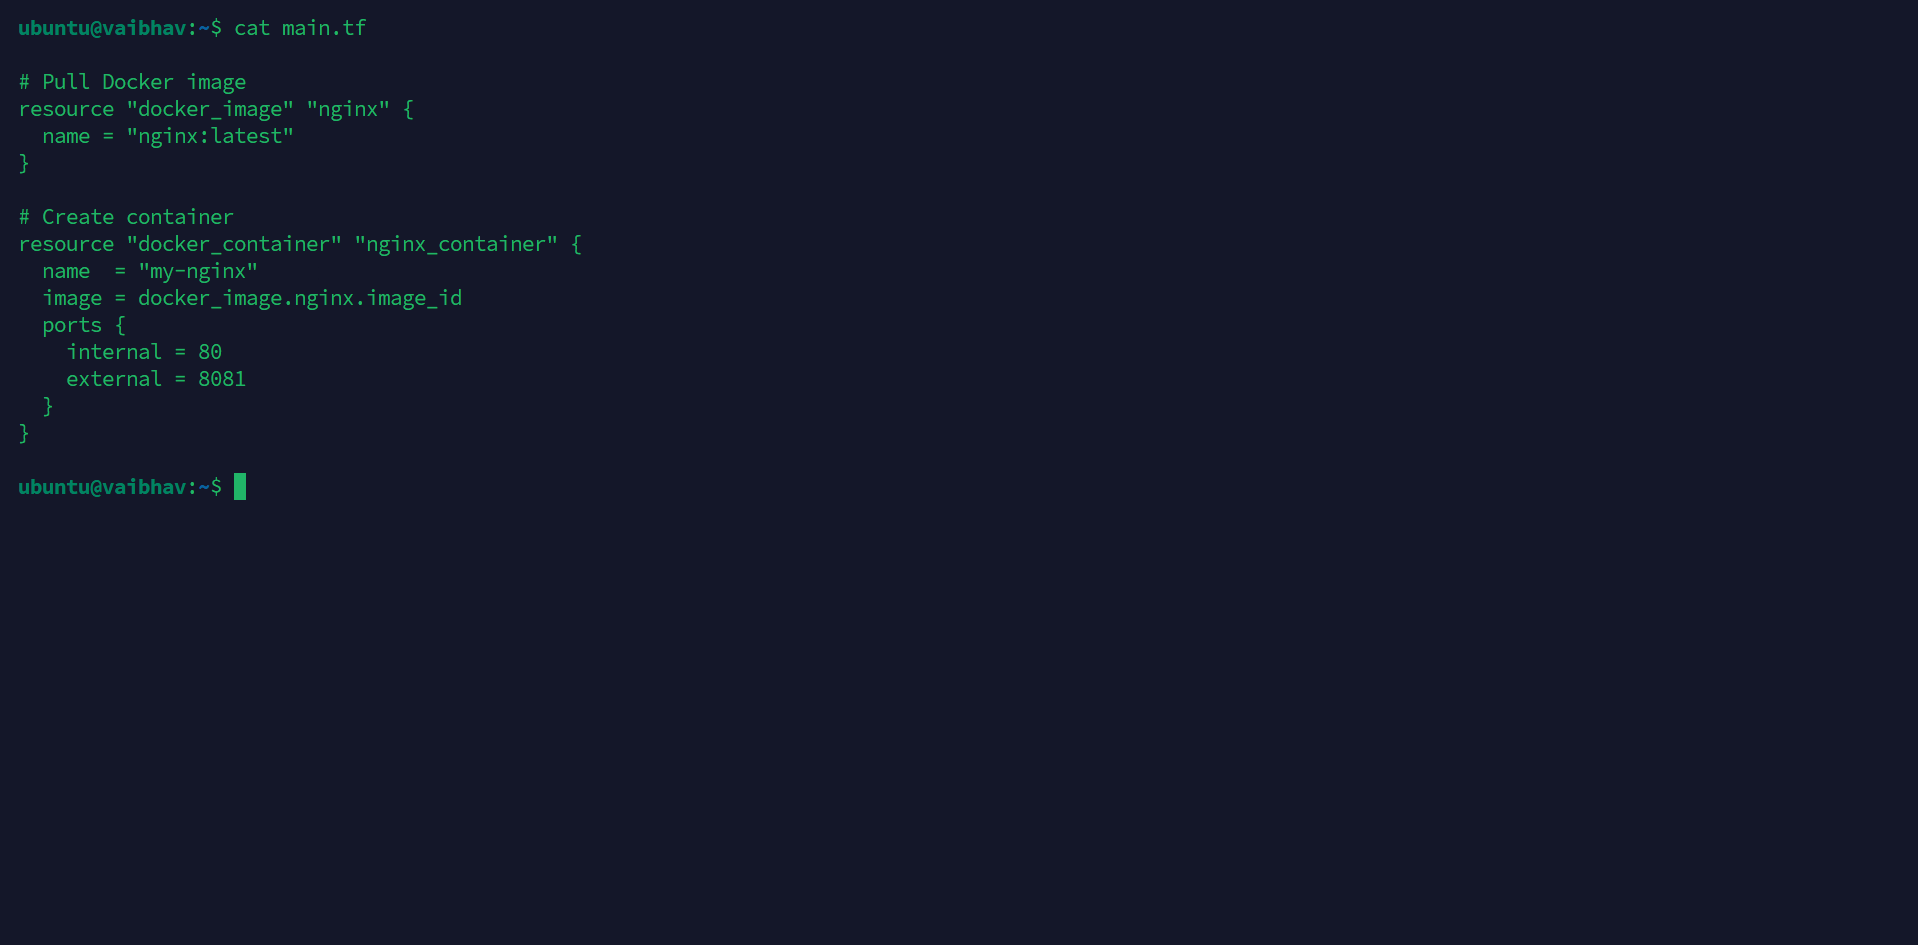 ubuntu@vaibhav:~$ cat main.tf
# Pull Docker image
resource "docker_image" "nginx" {
  name = "nginx:latest"
}
# Create container
resource "docker_container" "nginx_container" {
  name  = "my-nginx"
  image = docker_image.nginx.image_id
  ports {
    internal = 80
    external = 8081
  }
}
ubuntu@vaibhav:~$